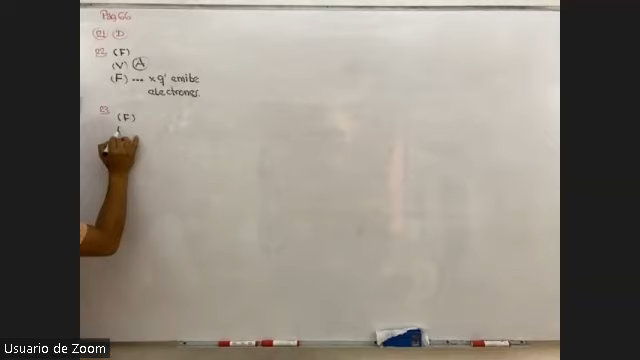 Pag 66
01 D
02 (F)
(V) A
(F) ... x q' emite
electrones.
03
(F)
(
Usuario de Zoom